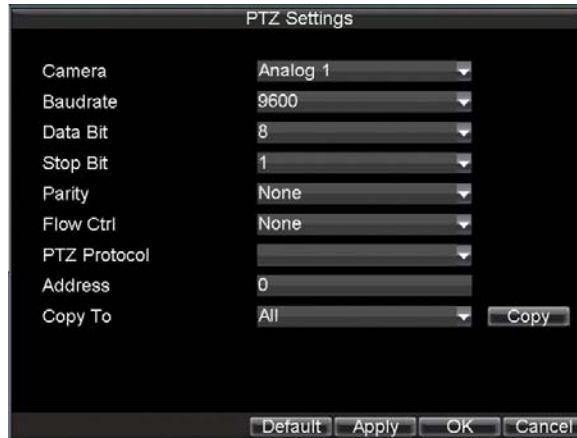 PTZ Settings
Camera Analog 1
Baudrate 9600
Data Bit 8
Stop Bit 1
Parity None
Flow Ctrl None
PTZ Protocol
Address 0
Copy To All Copy
Default Apply OK Cancel